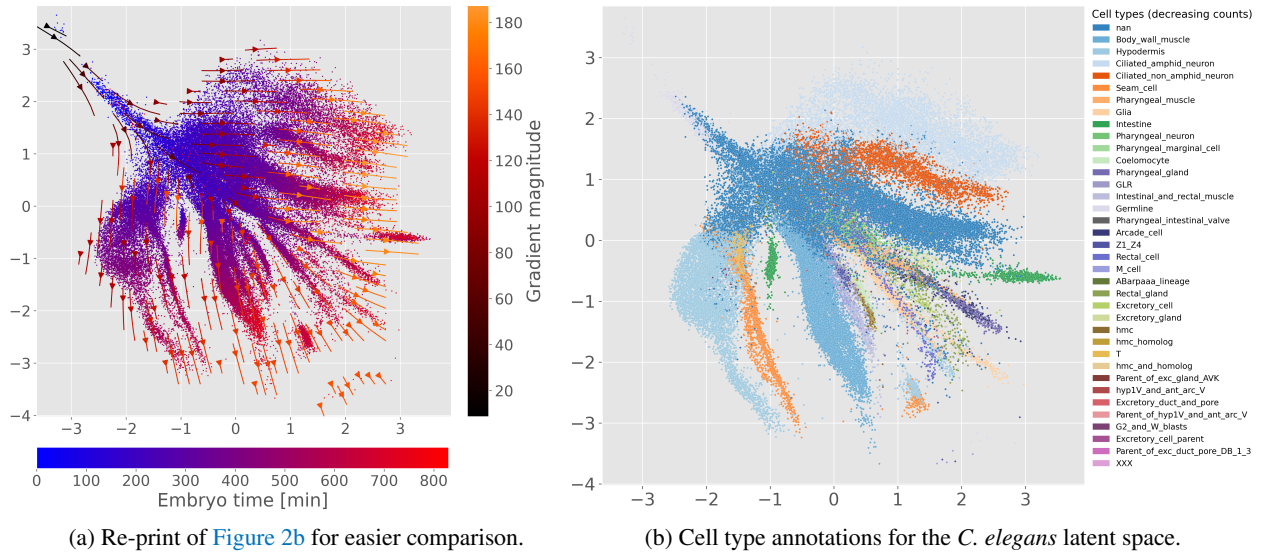 3
2
1
0
−1
−2
−3
−4
−3
−2
−1
0
1
2
3
180
160
140
120
100
80
60
40
20
Gradient magnitude
0
100
200
300
400
500
600
700
800
Embryo time [min]
(a) Re-print of Figure 2b for easier comparison.
3
2
1
0
−1
−2
−3
−4
−3
−2
−1
0
1
2
3
Cell types (decreasing counts)
nan
Body_wall_muscle
Hypodermis
Ciliated_amphid_neuron
Ciliated_non_amphid_neuron
Seam_cell
Pharyngeal_muscle
Glia
Intestine
Pharyngeal_neuron
Pharyngeal_marginal_cell
Coelomocyte
Pharyngeal_gland
GLR
Intestinal_and_rectal_muscle
Germline
Pharyngeal_intestinal_valve
Arcade_cell
Z1_Z4
Rectal_cell
M_cell
ABarpaaa_lineage
Rectal_gland
Excretory_cell
Excretory_gland
hmc
hmc_homolog
T
hmc_and_homolog
Parent_of_exc_gland_AVK
hyp1V_and_ant_arc_V
Excretory_duct_and_pore
Parent_of_hyp1V_and_ant_arc_V
G2_and_W_blasts
Excretory_cell_parent
Parent_of_exc_duct_pore_DB_1_3
XXX
(b) Cell type annotations for the C. elegans latent space.